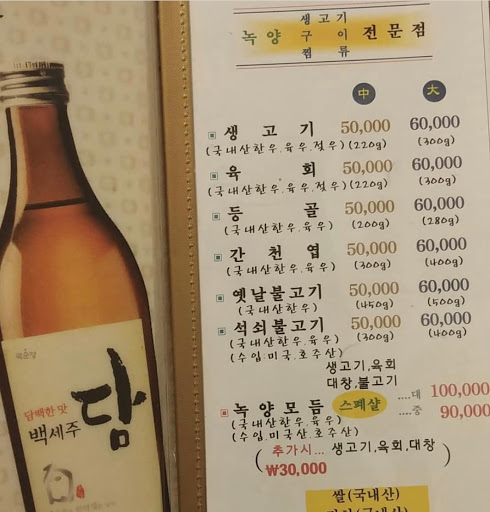 생고기
녹양 구이 전문점
찜류
中 大
생고기 50,000 60,000
(국내산한우,육우,젖우)(220g) (300g)
육회 50,000 60,000
(국내산한우,육우,젖우)(220g) (300g)
등골 50,000 60,000
(국내산한우,육우) (200g) (280g)
간천엽 50,000 60,000
(국내산한우,육우) (300g) (400g)
옛날불고기 50,000 60,000
(국내산한우) (450g) (500g)
석쇠불고기 50,000 60,000
(국내산한우,육우) (300g) (400g)
(수입,미국,호주산)
생고기,육회
대창,불고기
녹양모듬 스페샬 ....대 100,000
(국내산한우,육우) ....중 90,000
(수입,미국산,호주산)
(추가시... 생고기,육회,대창)
₩30,000
쌀(국내산)
담백한 맛
백세주
담